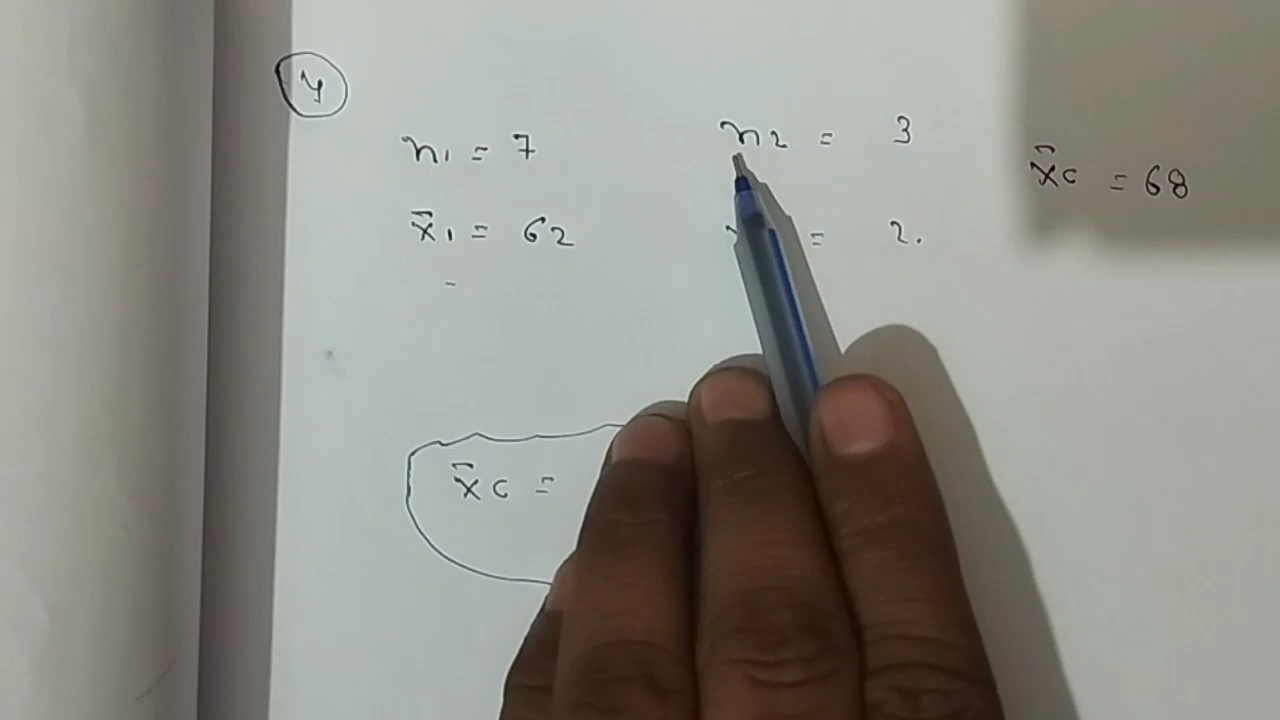 4
n1 = 7 n2 = 3 x̄c = 68
x̄1 = 62 = 2.
x̄c =